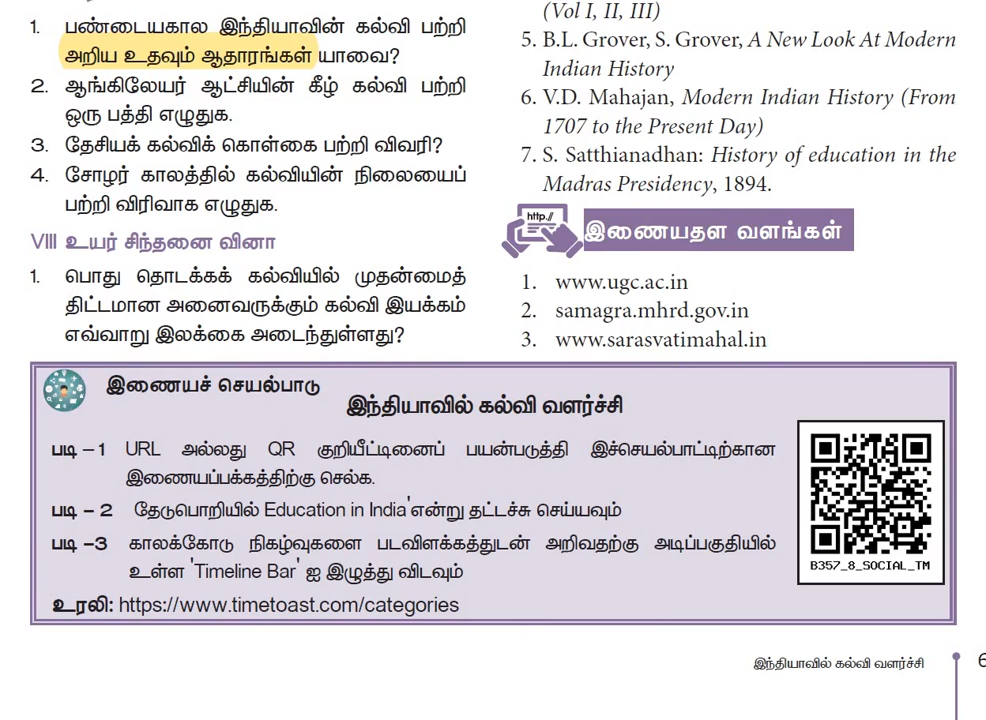 1. பண்டையகால இந்தியாவின் கல்வி பற்றி
அறிய உதவும் ஆதாரங்கள் யாவை?
2. ஆங்கிலேயர் ஆட்சியின் கீழ் கல்வி பற்றி
ஒரு பத்தி எழுதுக.
3. தேசியக் கல்விக் கொள்கை பற்றி விவரி?
4. சோழர் காலத்தில் கல்வியின் நிலையைப்
பற்றி விரிவாக எழுதுக.
VIII உயர் சிந்தனை வினா
1. பொது தொடக்கக் கல்வியில் முதன்மைத்
திட்டமான அனைவருக்கும் கல்வி இயக்கம்
எவ்வாறு இலக்கை அடைந்துள்ளது?
(Vol I, II, III)
5. B.L. Grover, S. Grover, A New Look At Modern
Indian History
6. V.D. Mahajan, Modern Indian History (From
1707 to the Present Day)
7. S. Satthianadhan: History of education in the
Madras Presidency, 1894.
http://
இணையதள வளங்கள்
1. www.ugc.ac.in
2. samagra.mhrd.gov.in
3. www.sarasvatimahal.in
இணையச் செயல்பாடு
இந்தியாவில் கல்வி வளர்ச்சி
படி – 1 URL அல்லது QR குறியீட்டினைப் பயன்படுத்தி இச்செயல்பாட்டிற்கான
இணையப்பக்கத்திற்கு செல்க.
படி – 2 தேடுபொறியில் Education in India'என்று தட்டச்சு செய்யவும்
படி –3 காலக்கோடு நிகழ்வுகளை படவிளக்கத்துடன் அறிவதற்கு அடிப்பகுதியில்
உள்ள 'Timeline Bar' ஐ இழுத்து விடவும்
உரலி: https://www.timetoast.com/categories
B357_8_SOCIAL_TM
இந்தியாவில் கல்வி வளர்ச்சி